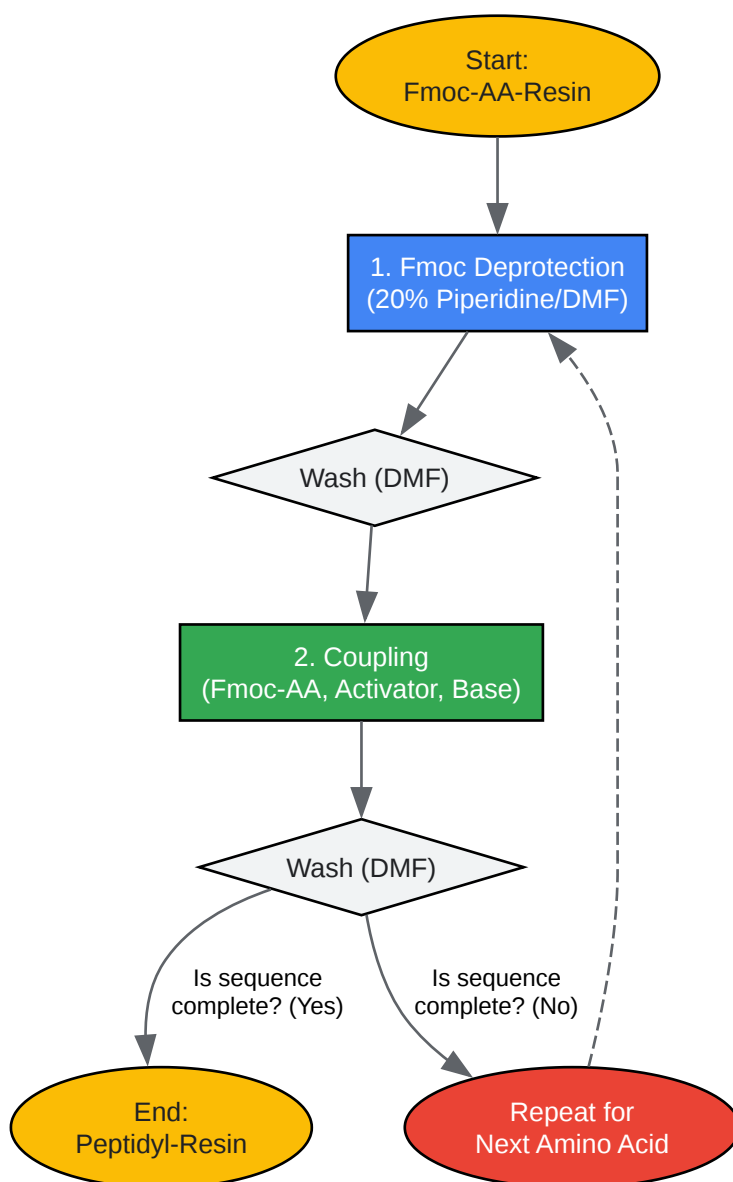 Start:
Fmoc-AA-Resin
1. Fmoc Deprotection
(20% Piperidine/DMF)
Wash (DMF)
2. Coupling
(Fmoc-AA, Activator, Base)
Wash (DMF)
Is sequence
complete? (Yes)
Is sequence
complete? (No)
End:
Peptidyl-Resin
Repeat for
Next Amino Acid